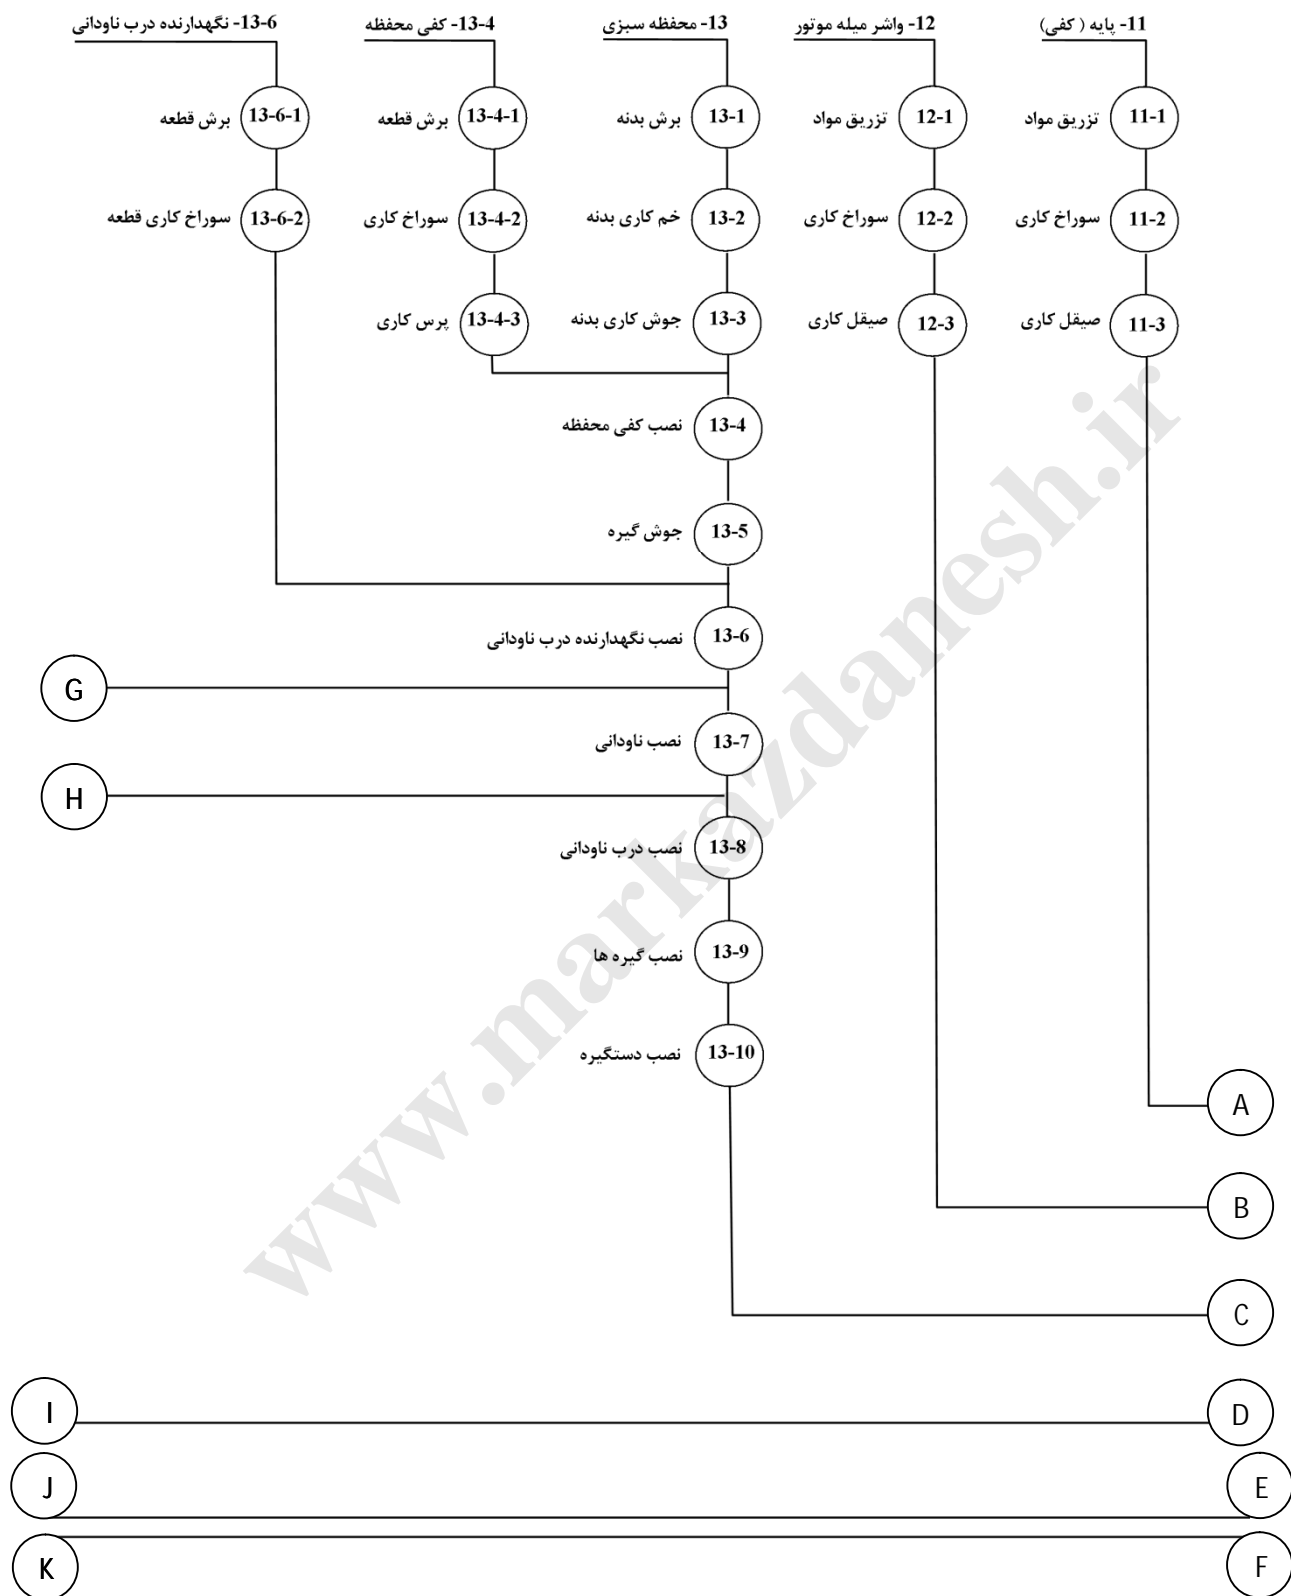 11- پایه ( کفی)
12- واشر میله موتور
13- محفظه سبزی
13-4- کفی محفظه
13-6- نگهدارنده درب ناودانی
11-1 تزریق مواد
12-1 تزریق مواد
13-1 برش بدنه
13-4-1 برش قطعه
13-6-1 برش قطعه
11-2 سوراخ کاری
12-2 سوراخ کاری
13-2 خم کاری بدنه
13-4-2 سوراخ کاری
13-6-2 سوراخ کاری قطعه
11-3 صیقل کاری
12-3 صیقل کاری
13-3 جوش کاری بدنه
13-4-3 پرس کاری
13-4 نصب کفی محفظه
13-5 جوش گیره
13-6 نصب نگهدارنده درب ناودانی
G
13-7 نصب ناودانی
H
13-8 نصب درب ناودانی
13-9 نصب گیره ها
13-10 نصب دستگیره
A
B
C
D
I
E
J
F
K
www.markazdanesh.ir